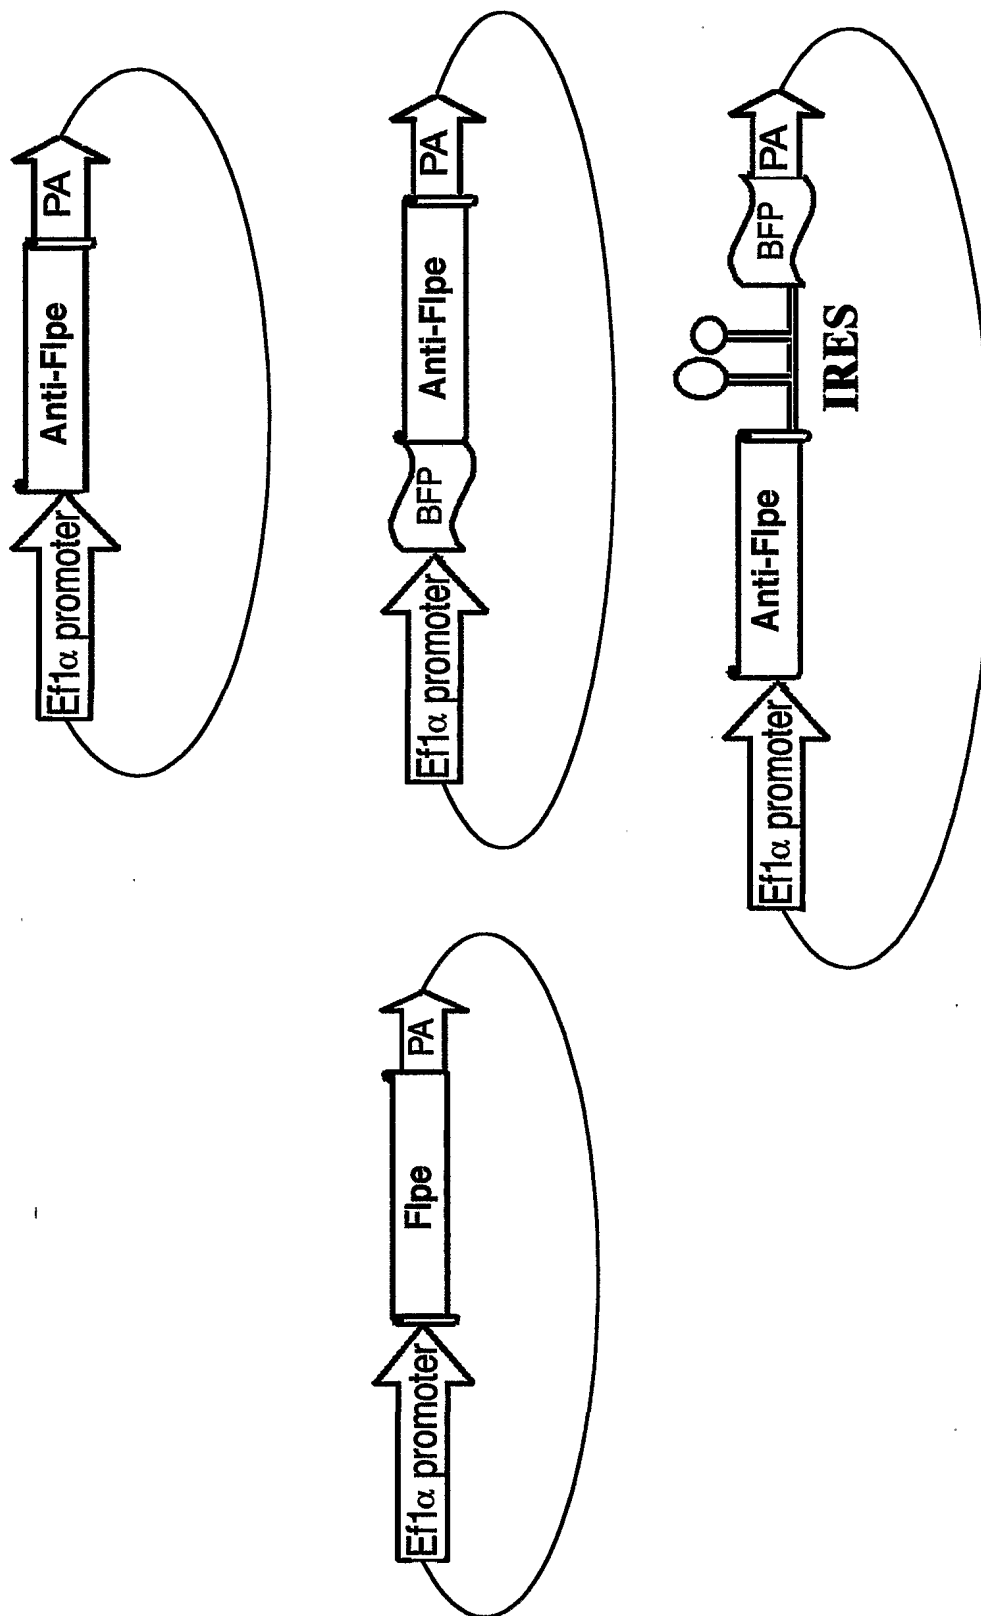 Ef1α promoter Anti-Flpe PA
Ef1α promoter Flpe PA
Ef1α promoter BFP Anti-Flpe PA
Ef1α promoter Anti-Flpe BFP PA
IRES